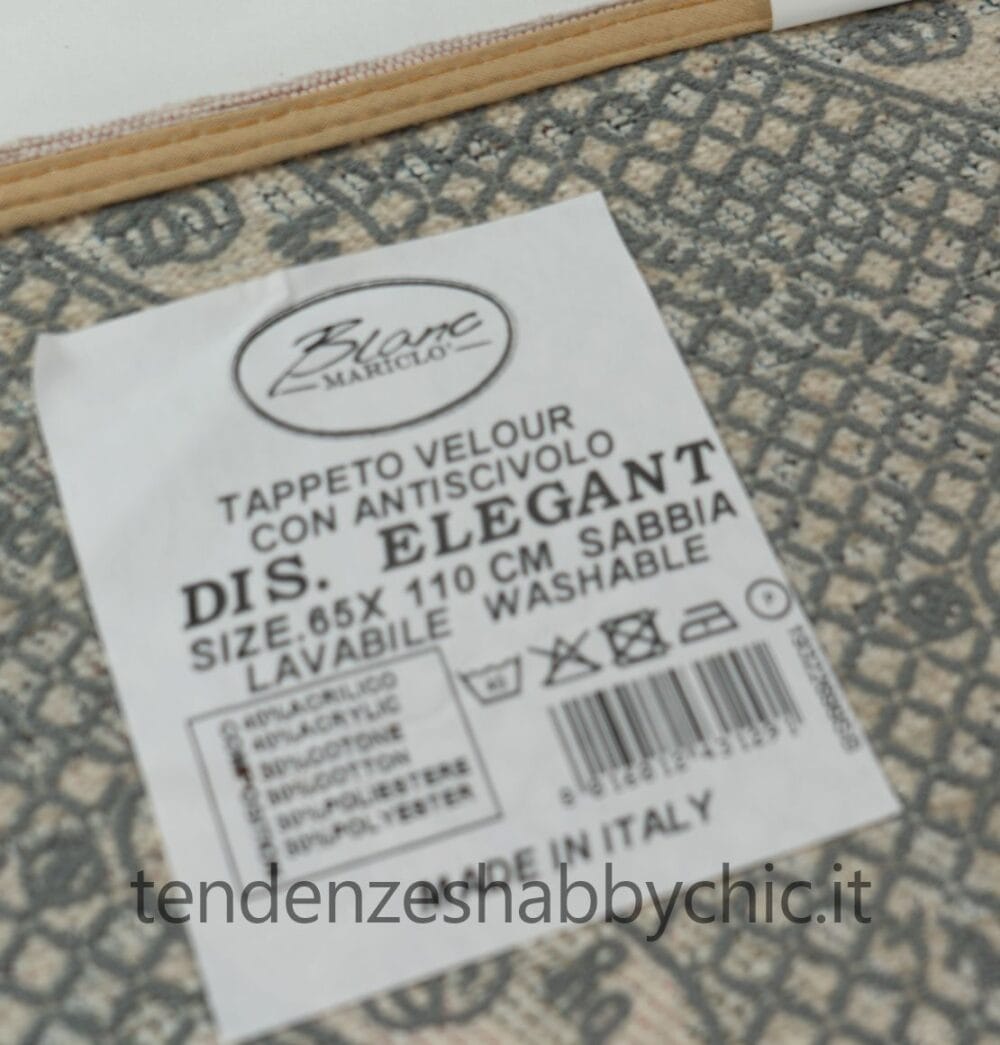 Blanc
MARICLO'
TAPPETO VELOUR
CON ANTISCIVOLO
DIS. ELEGANT
SIZE.65X 110 CM SABBIA
LAVABILE WASHABLE
40%ACRILICO
40%ACRYLIC
30%COTONE
30%COTTON
30%POLIESTERE
30%POLYESTER
MADE IN ITALY
tendenzeshabbychic.it